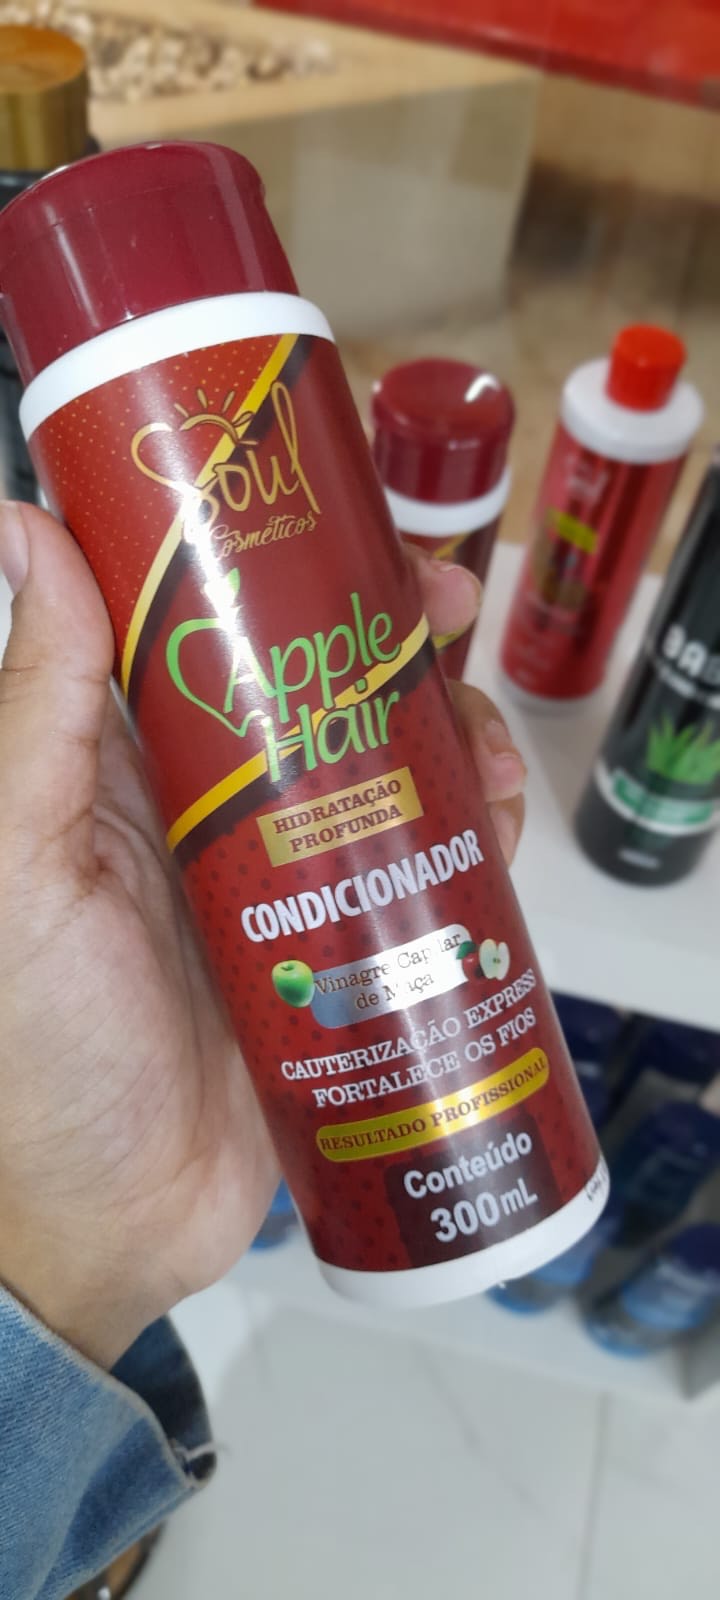 Soul
Cosméticos
Apple
Hair
HIDRATAÇÃO
PROFUNDA
CONDICIONADOR
Vinagre Capilar
de Maça
CAUTERIZAÇÃO EXPRESS
FORTALECE OS FIOS
RESULTADO PROFISSIONAL
Conteúdo
300mL